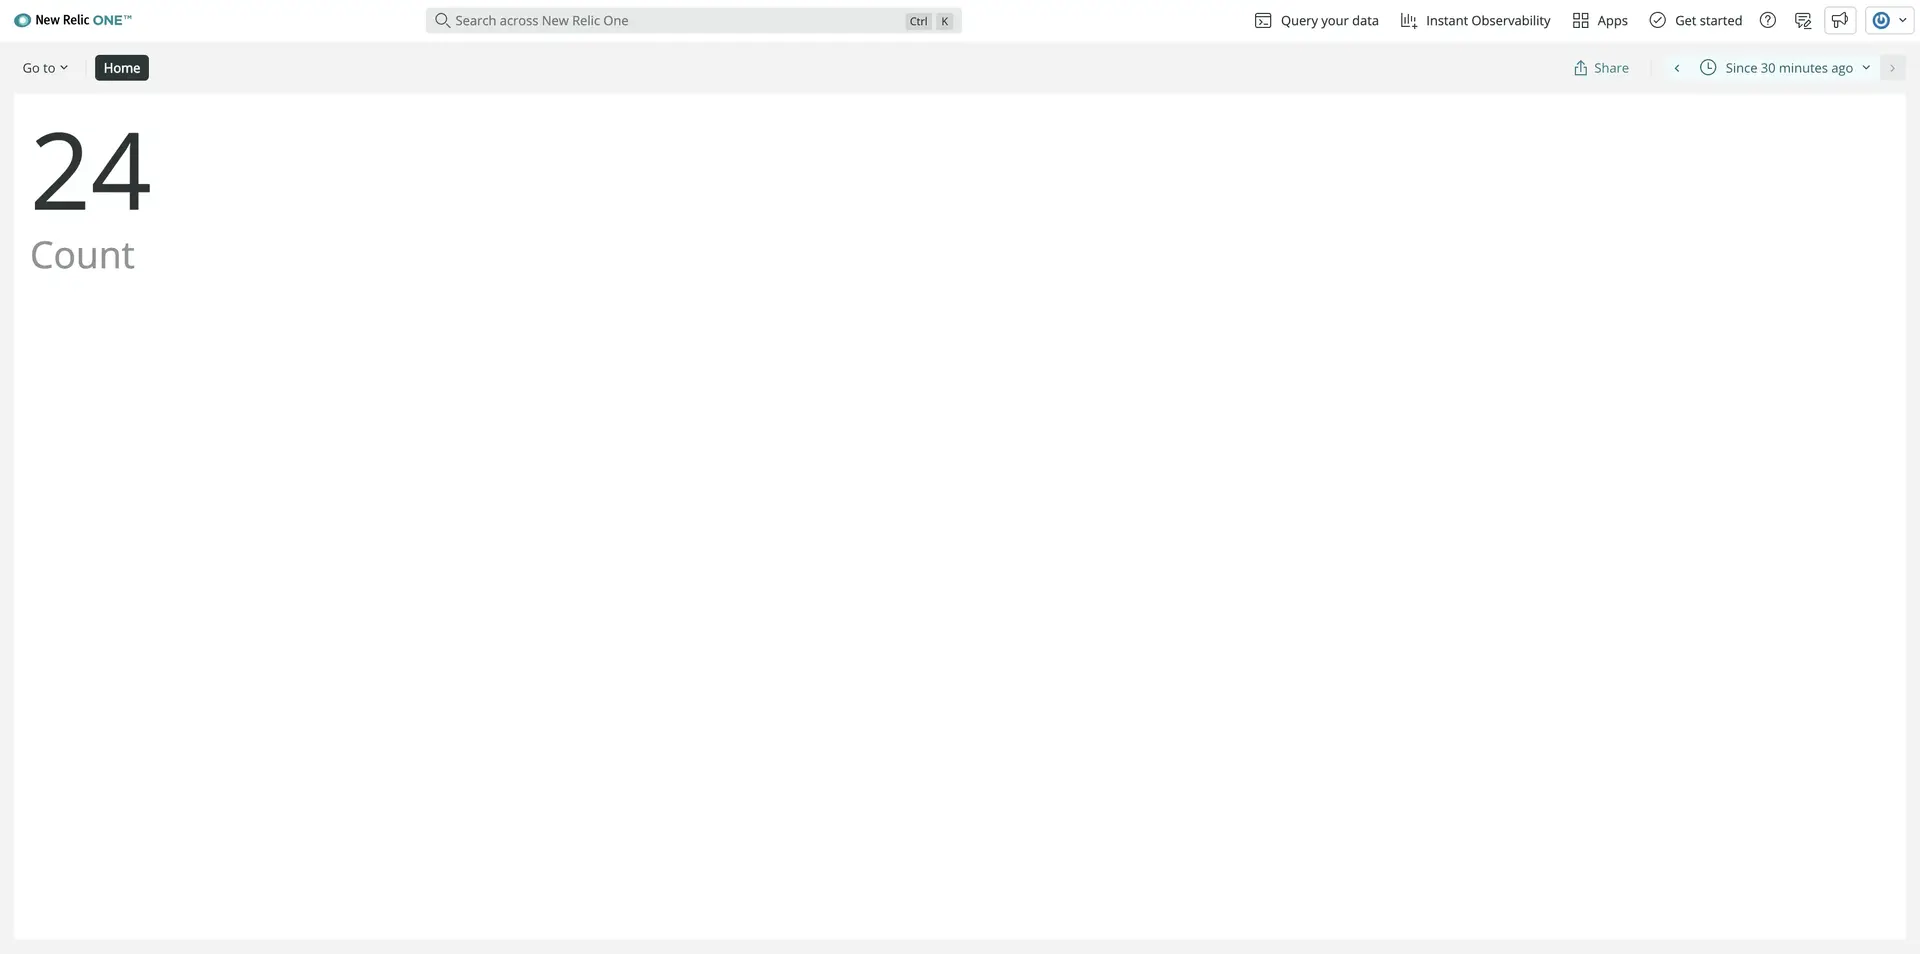 New Relic ONE™
Search across New Relic One
Ctrl K
Query your data
Instant Observability
Apps
Get started
Go to
Home
Share
Since 30 minutes ago
24
Count